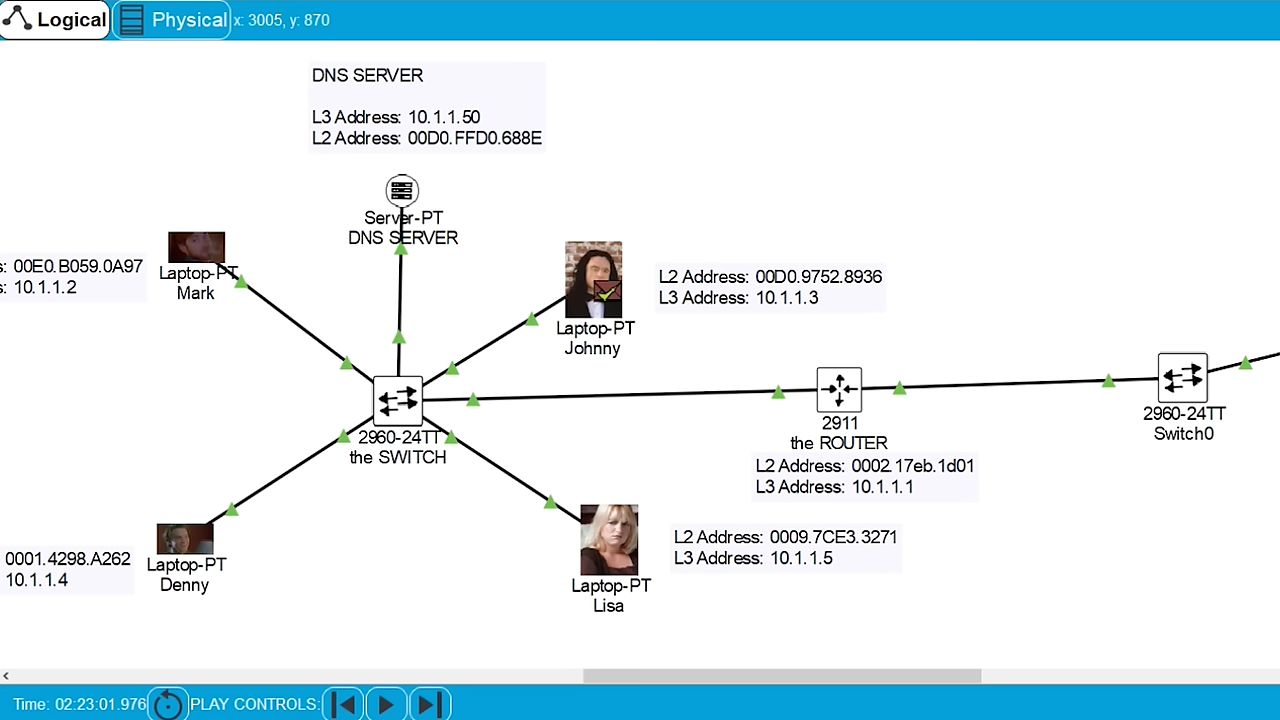 Logical
Physical
x: 3005, y: 870
DNS SERVER
L3 Address: 10.1.1.50
L2 Address: 00D0.FFD0.688E
Server-PT
DNS SERVER
Laptop-PT
Mark
s: 00E0.B059.0A97
s: 10.1.1.2
Laptop-PT
Johnny
L2 Address: 00D0.9752.8936
L3 Address: 10.1.1.3
2960-24TT
the SWITCH
2911
the ROUTER
L2 Address: 0002.17eb.1d01
L3 Address: 10.1.1.1
2960-24TT
Switch0
0001.4298.A262
10.1.1.4
Laptop-PT
Denny
Laptop-PT
Lisa
L2 Address: 0009.7CE3.3271
L3 Address: 10.1.1.5
Time: 02:23:01.976
PLAY CONTROLS: